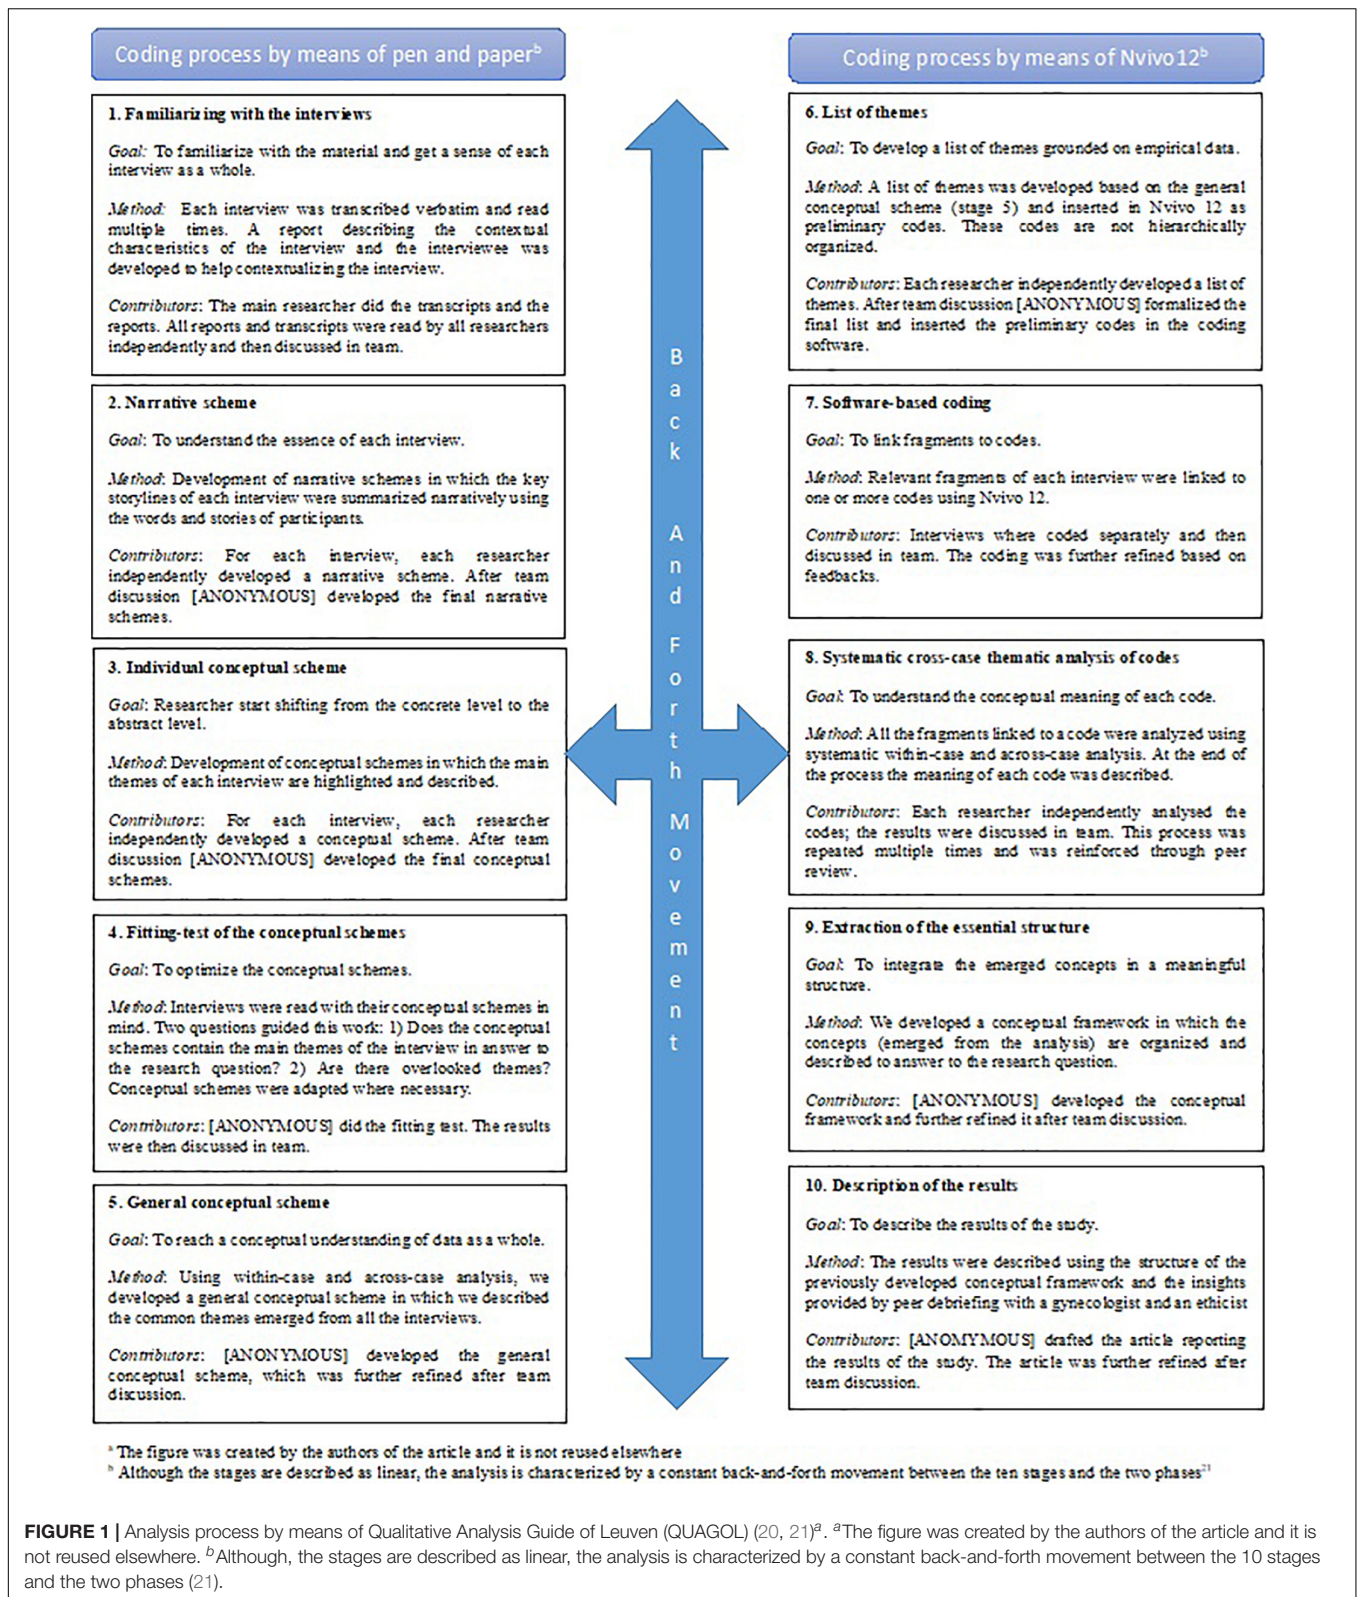 Coding process by means of pen and paperᵇ
1. Familiarizing with the interviews
Goal: To familiarize with the material and get a sense of each
interview as a whole.
Method: Each interview was transcribed verbatim and read
multiple times. A report describing the contextual
characteristics of the interview and the interviewee was
developed to help contextualizing the interview.
Contributors: The main researcher did the transcripts and the
reports. All reports and transcripts were read by all researchers
independently and then discussed in team.
2. Narrative scheme
Goal: To understand the essence of each interview.
Method: Development of narrative schemes in which the key
storylines of each interview were summarized narratively using
the words and stories of participants.
Contributors: For each interview, each researcher
independently developed a narrative scheme. After team
discussion [ANONYMOUS] developed the final narrative
schemes.
3. Individual conceptual scheme
Goal: Researcher start shifting from the concrete level to the
abstract level.
Method: Development of conceptual schemes in which the main
themes of each interview are highlighted and described.
Contributors: For each interview, each researcher
independently developed a conceptual scheme. After team
discussion [ANONYMOUS] developed the final conceptual
schemes.
4. Fitting-test of the conceptual schemes
Goal: To optimize the conceptual schemes.
Method: Interviews were read with their conceptual schemes in
mind. Two questions guided this work: 1) Does the conceptual
schemes contain the main themes of the interview in answer to
the research question? 2) Are there overlooked themes?
Conceptual schemes were adapted where necessary.
Contributors: [ANONYMOUS] did the fitting test. The results
were then discussed in team.
5. General conceptual scheme
Goal: To reach a conceptual understanding of data as a whole.
Method: Using within-case and across-case analysis, we
developed a general conceptual scheme in which we described
the common themes emerged from all the interviews.
Contributors: [ANONYMOUS] developed the general
conceptual scheme, which was further refined after team
discussion.
Back And Forth Movement
Coding process by means of Nvivo12ᵇ
6. List of themes
Goal: To develop a list of themes grounded on empirical data.
Method: A list of themes was developed based on the general
conceptual scheme (stage 5) and inserted in Nvivo 12 as
preliminary codes. These codes are not hierarchically
organized.
Contributors: Each researcher independently developed a list of
themes. After team discussion [ANONYMOUS] formalized the
final list and inserted the preliminary codes in the coding
software.
7. Software-based coding
Goal: To link fragments to codes.
Method: Relevant fragments of each interview were linked to
one or more codes using Nvivo 12.
Contributors: Interviews where coded separately and then
discussed in team. The coding was further refined based on
feedbacks.
8. Systematic cross-case thematic analysis of codes
Goal: To understand the conceptual meaning of each code.
Method: All the fragments linked to a code were analyzed using
systematic within-case and across-case analysis. At the end of
the process the meaning of each code was described.
Contributors: Each researcher independently analysed the
codes; the results were discussed in team. This process was
repeated multiple times and was reinforced through peer
review.
9. Extraction of the essential structure
Goal: To integrate the emerged concepts in a meaningful
structure.
Method: We developed a conceptual framework in which the
concepts (emerged from the analysis) are organized and
described to answer to the research question.
Contributors: [ANONYMOUS] developed the conceptual
framework and further refined it after team discussion.
10. Description of the results
Goal: To describe the results of the study.
Method: The results were described using the structure of the
previously developed conceptual framework and the insights
provided by peer debriefing with a gynecologist and an ethicist
Contributors: [ANOMYMOUS] drafted the article reporting
the results of the study. The article was further refined after
team discussion.
ᵃ The figure was created by the authors of the article and it is not reused elsewhere
ᵇ Although the stages are described as linear, the analysis is characterized by a constant back-and-forth movement between the ten stages and the two phases²¹
FIGURE 1 | Analysis process by means of Qualitative Analysis Guide of Leuven (QUAGOL) (20, 21)ᵃ. ᵃThe figure was created by the authors of the article and it is
not reused elsewhere. ᵇAlthough, the stages are described as linear, the analysis is characterized by a constant back-and-forth movement between the 10 stages
and the two phases (21).